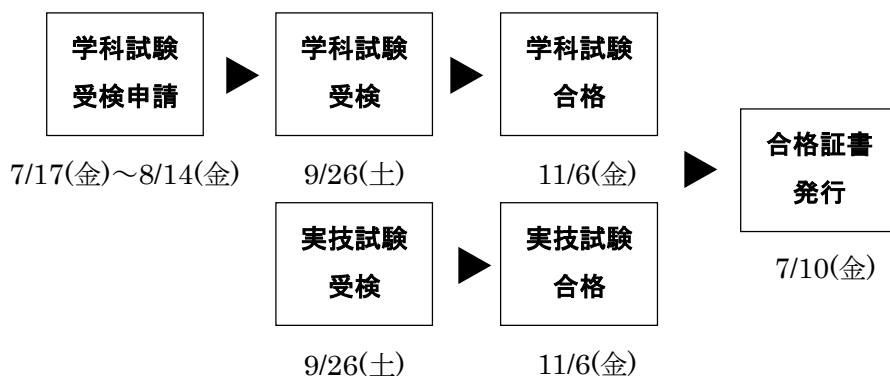 学科試験
受検申請
7/17(金)～8/14(金)
学科試験
受検
9/26(土)
学科試験
合格
11/6(金)
実技試験
受検
9/26(土)
実技試験
合格
11/6(金)
合格証書
発行
7/10(金)